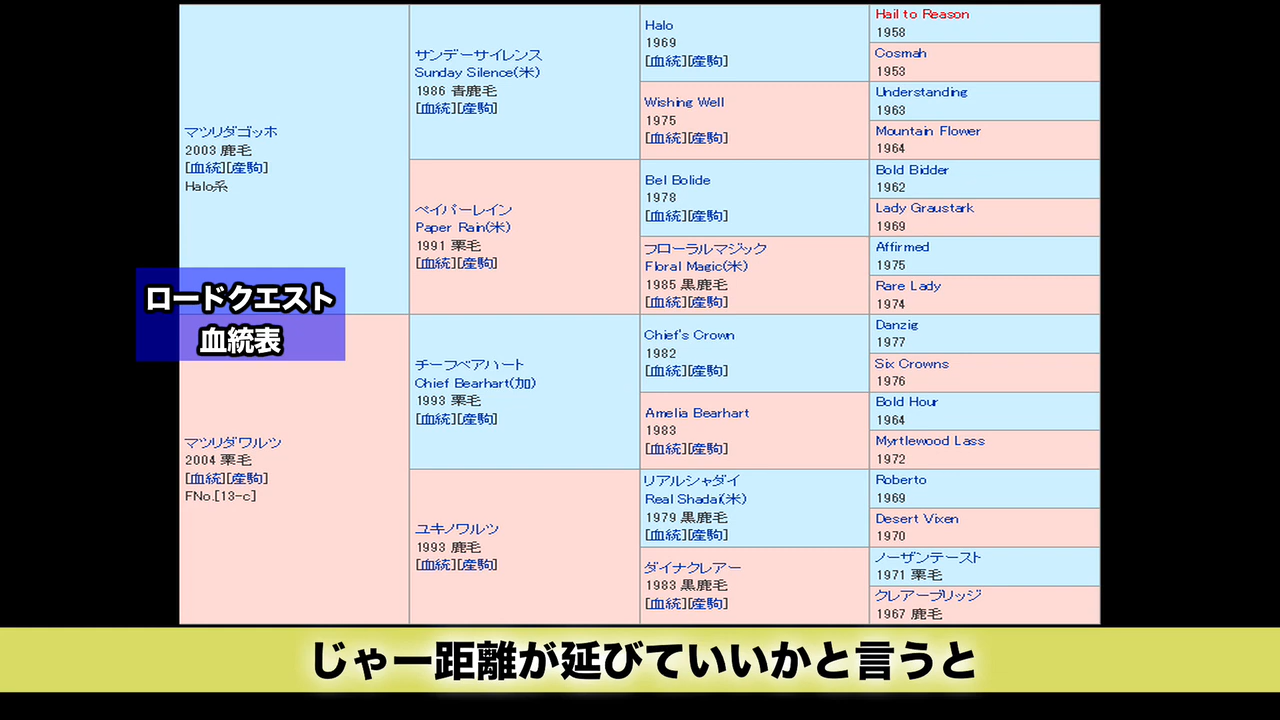 マツリダゴッホ
2003 鹿毛
[血統][産駒]
Halo系
サンデーサイレンス
Sunday Silence(米)
1986 青鹿毛
[血統][産駒]
Halo
1969
[血統][産駒]
Hail to Reason
1958
Cosmah
1953
Wishing Well
1975
[血統][産駒]
Understanding
1963
Mountain Flower
1964
ペイパーレイン
Paper Rain(米)
1991 栗毛
[血統][産駒]
Bel Bolide
1978
[血統][産駒]
Bold Bidder
1962
Lady Graustark
1969
フローラルマジック
Floral Magic(米)
1985 黒鹿毛
[血統][産駒]
Affirmed
1975
Rare Lady
1974
ロードクエスト
血統表
マツリダワルツ
2004 栗毛
[血統][産駒]
FNo.[13-c]
チーフベアハート
Chief Bearhart(加)
1993 栗毛
[血統][産駒]
Chief's Crown
1982
[血統][産駒]
Danzig
1977
Six Crowns
1976
Amelia Bearhart
1983
[血統][産駒]
Bold Hour
1964
Myrtlewood Lass
1972
ユキノワルツ
1993 鹿毛
[血統][産駒]
リアルシャダイ
Real Shadai(米)
1979 黒鹿毛
[血統][産駒]
Roberto
1969
Desert Vixen
1970
ダイナクレアー
1983 黒鹿毛
[血統][産駒]
ノーザンテースト
1971 栗毛
クレアーブリッジ
1967 鹿毛
じゃー距離が延びていいかと言うと